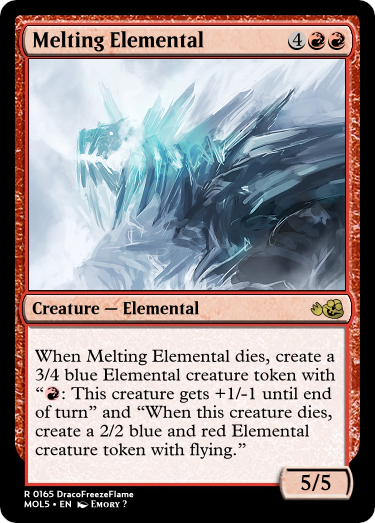 Melting Elemental 4
Creature — Elemental
When Melting Elemental dies, create a
3/4 blue Elemental creature token with
“: This creature gets +1/-1 until end
of turn” and “When this creature dies,
create a 2/2 blue and red Elemental
creature token with flying.”
5/5
R 0165 DracoFreezeFlame
MOL5 • EN Emory ?